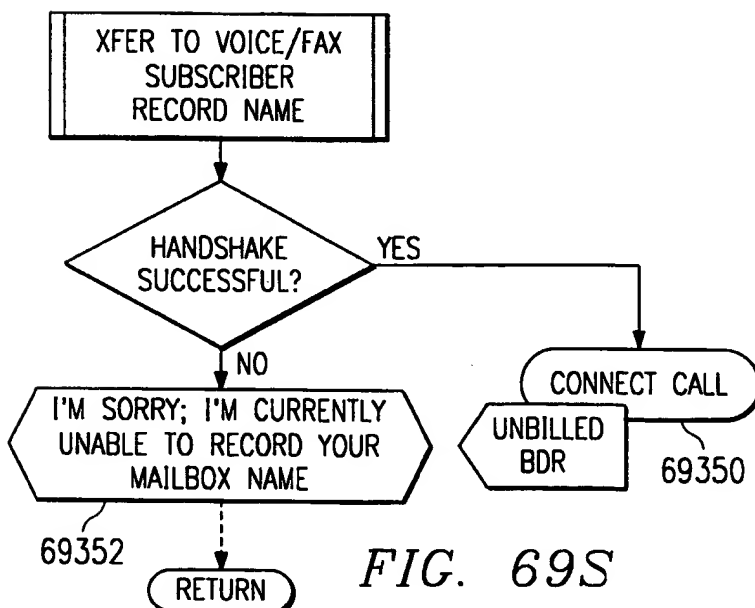 XFER TO VOICE/FAX
SUBSCRIBER
RECORD NAME
HANDSHAKE
SUCCESSFUL?
YES
NO
I'M SORRY; I'M CURRENTLY
UNABLE TO RECORD YOUR
MAILBOX NAME
69352
RETURN
CONNECT CALL
UNBILLED
BDR
69350
FIG. 69S